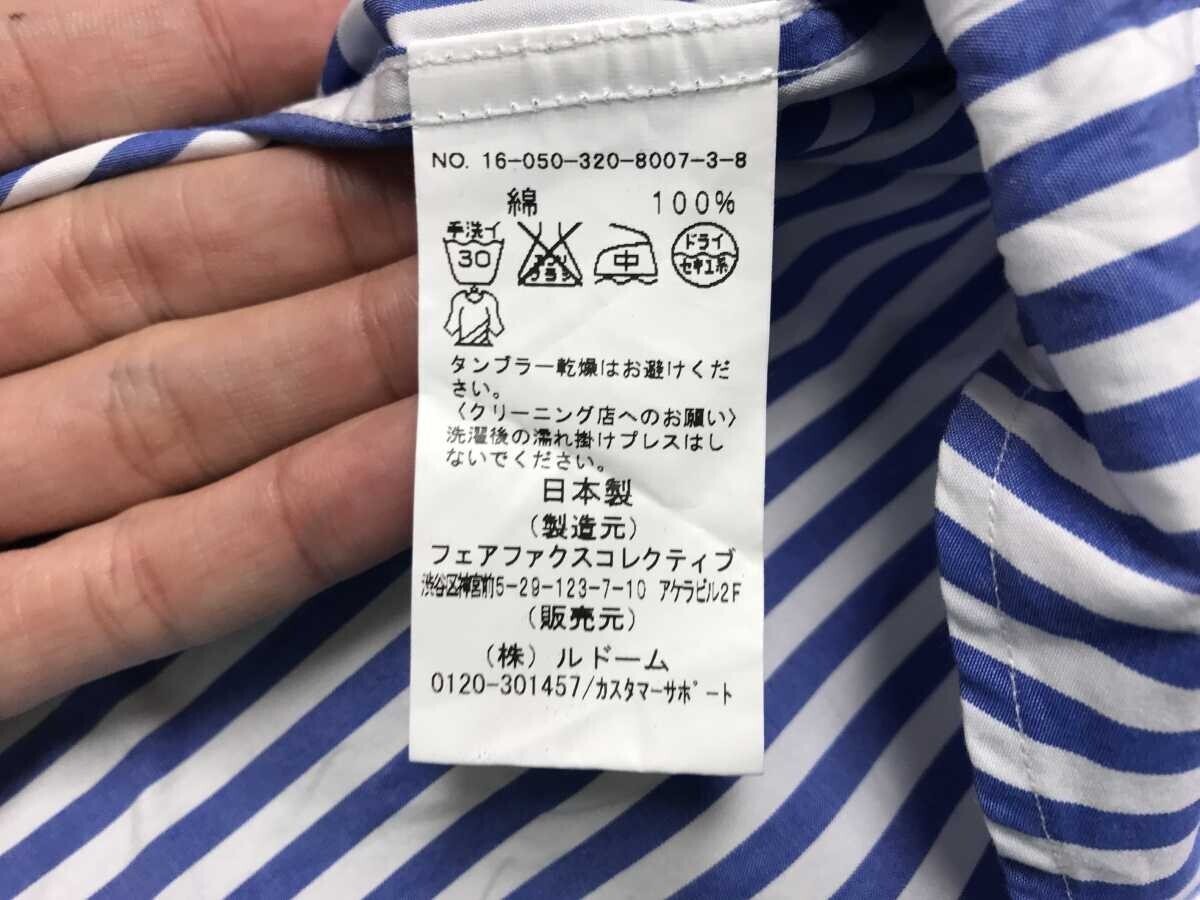 NO. 16-050-320-8007-3-8
綿 100%
手洗イ
30
エンソ
サラシ
中
ドライ
セキユ系
タンブラー乾燥はお避けくだ
さい。
〈クリーニング店へのお願い〉
洗濯後の濡れ掛けプレスはし
ないでください。
日本製
(製造元)
フェアファクスコレクティブ
渋谷区神宮前5-29-123-7-10 アケラビル2F
(販売元)
(株)ルドーム
0120-301457/カスタマーサポート